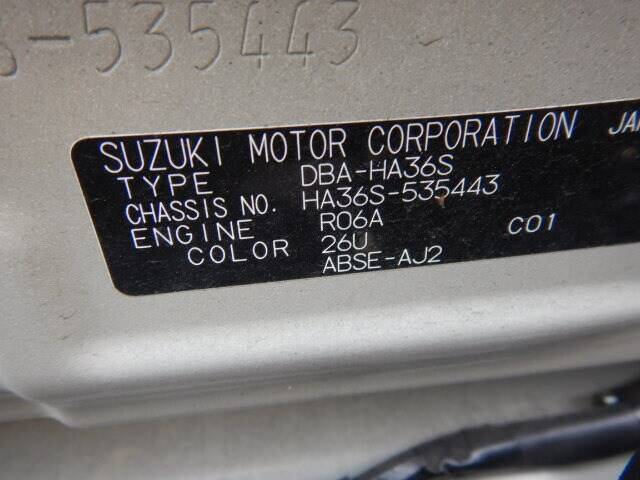 -535443
SUZUKI MOTOR CORPORATION
TYPE DBA-HA36S
CHASSIS NO. HA36S-535443
ENGINE R06A
COLOR 26U C01
ABSE-AJ2